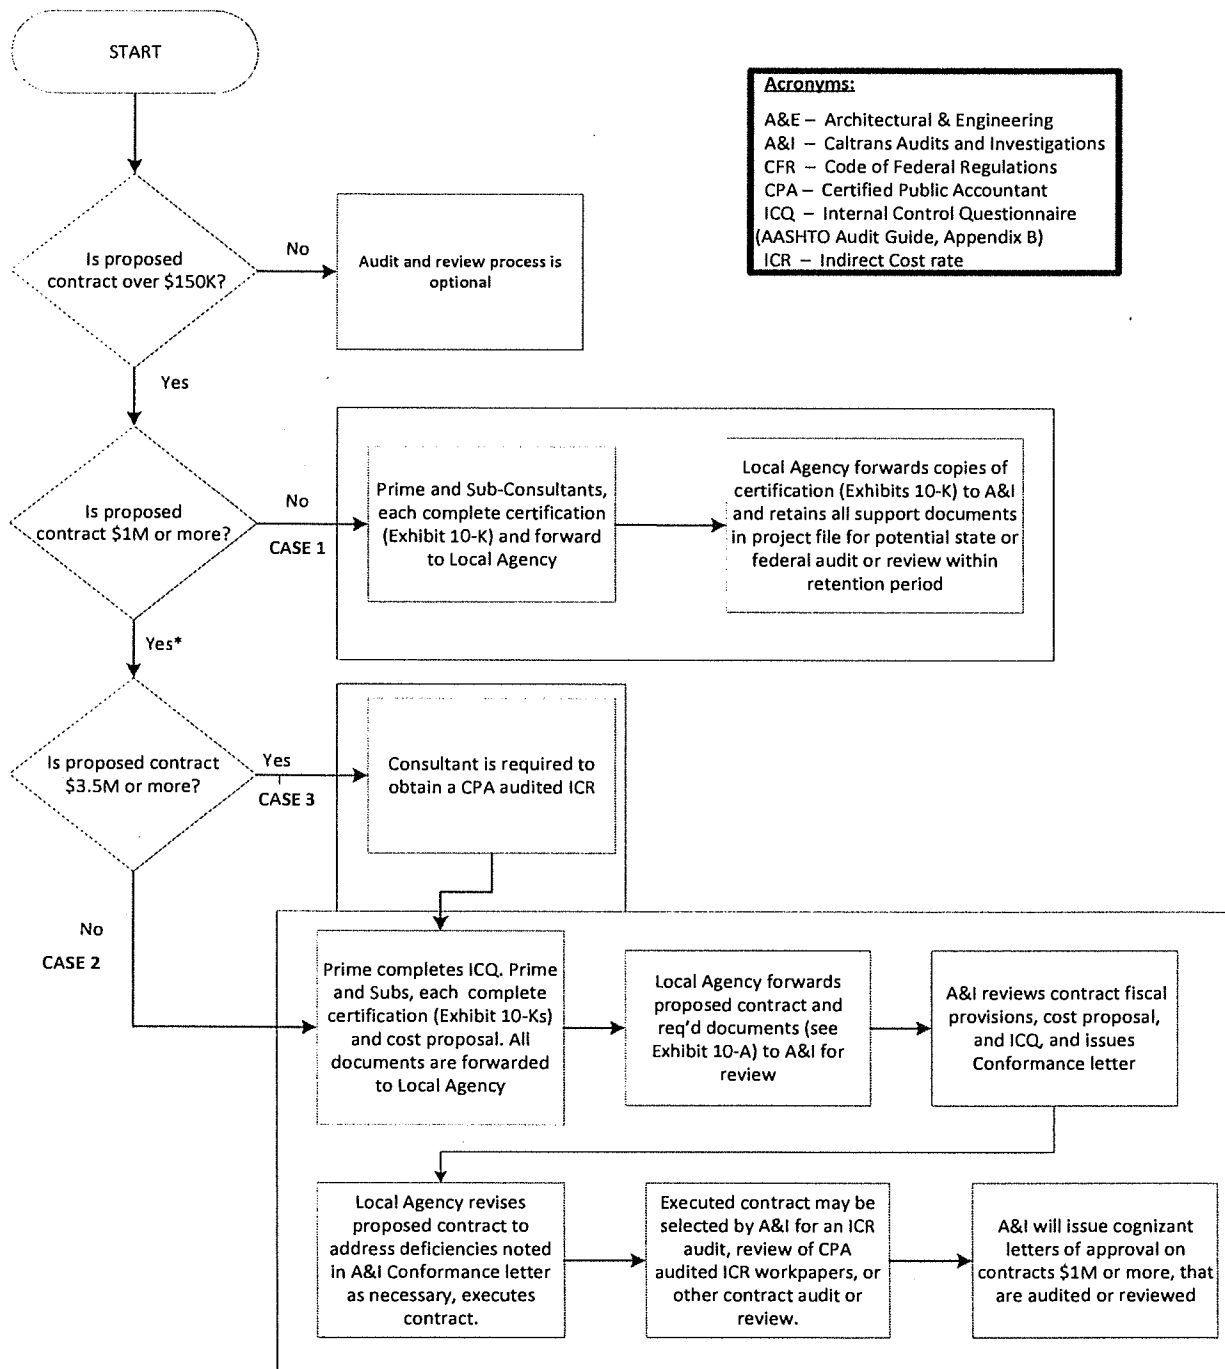 START
Acronyms:
A&E – Architectural & Engineering
A&I – Caltrans Audits and Investigations
CFR – Code of Federal Regulations
CPA – Certified Public Accountant
ICQ – Internal Control Questionnaire
(AASHTO Audit Guide, Appendix B)
ICR – Indirect Cost rate
Is proposed
contract over $150K?
No
Audit and review process is
optional
Yes
Is proposed
contract $1M or more?
No
CASE 1
Prime and Sub-Consultants,
each complete certification
(Exhibit 10-K) and forward
to Local Agency
Local Agency forwards copies of
certification (Exhibits 10-K) to A&I
and retains all support documents
in project file for potential state or
federal audit or review within
retention period
Yes*
Is proposed contract
$3.5M or more?
Yes
CASE 3
Consultant is required to
obtain a CPA audited ICR
No
CASE 2
Prime completes ICQ. Prime
and Subs, each complete
certification (Exhibit 10-Ks)
and cost proposal. All
documents are forwarded
to Local Agency
Local Agency forwards
proposed contract and
req'd documents (see
Exhibit 10-A) to A&I for
review
A&I reviews contract fiscal
provisions, cost proposal,
and ICQ, and issues
Conformance letter
Local Agency revises
proposed contract to
address deficiencies noted
in A&I Conformance letter
as necessary, executes
contract.
Executed contract may be
selected by A&I for an ICR
audit, review of CPA
audited ICR workpapers, or
other contract audit or
review.
A&I will issue cognizant
letters of approval on
contracts $1M or more, that
are audited or reviewed